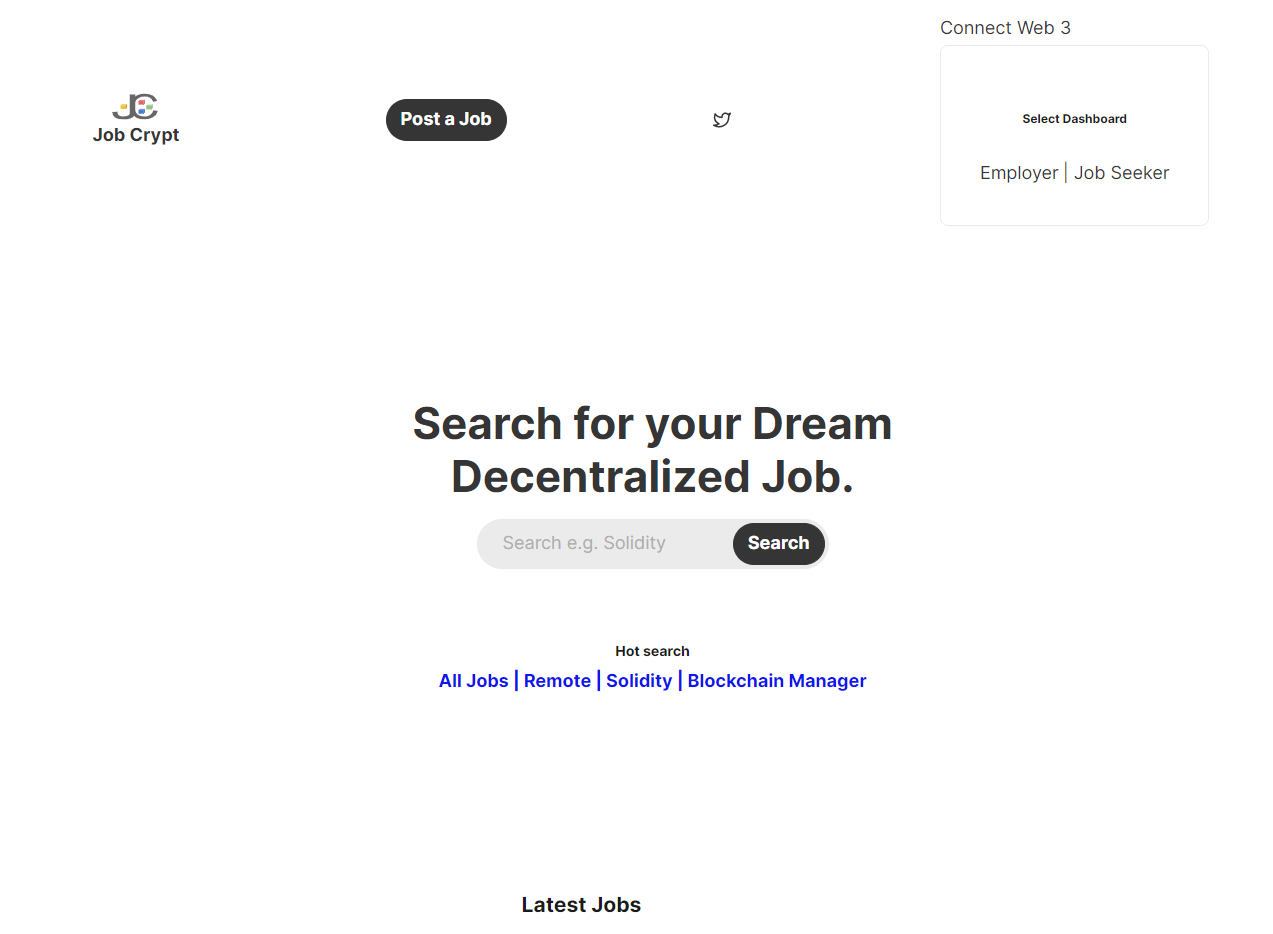 Connect Web 3
JC
Job Crypt
Post a Job
Select Dashboard
Employer | Job Seeker
Search for your Dream
Decentralized Job.
Search e.g. Solidity
Search
Hot search
All Jobs | Remote | Solidity | Blockchain Manager
Latest Jobs